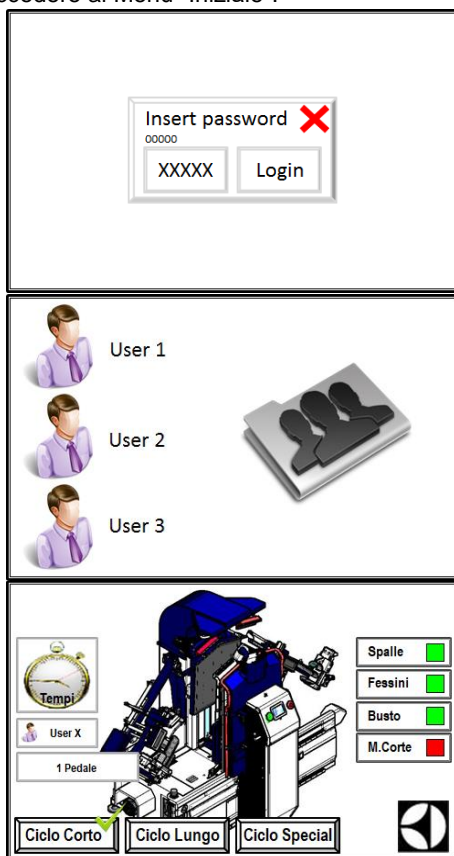 Insert password
00000
XXXXX
Login
User 1
User 2
User 3
Tempi
User X
1 Pedale
Spalle
Fessini
Busto
M.Corte
Ciclo Corto
Ciclo Lungo
Ciclo Special